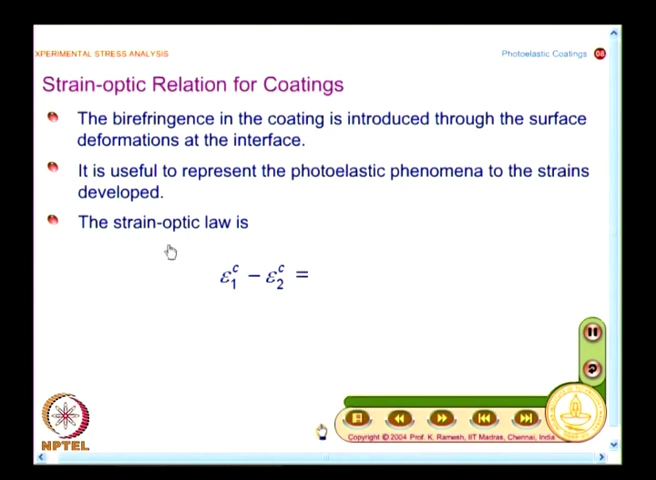 XPERIMENTAL STRESS ANALYSIS
Photoelastic Coatings 08
Strain-optic Relation for Coatings
The birefringence in the coating is introduced through the surface
deformations at the interface.
It is useful to represent the photoelastic phenomena to the strains
developed.
The strain-optic law is
ε₁ᶜ − ε₂ᶜ =
NPTEL
Copyright © 2004 Prof. K. Ramesh, IIT Madras, Chennai, India